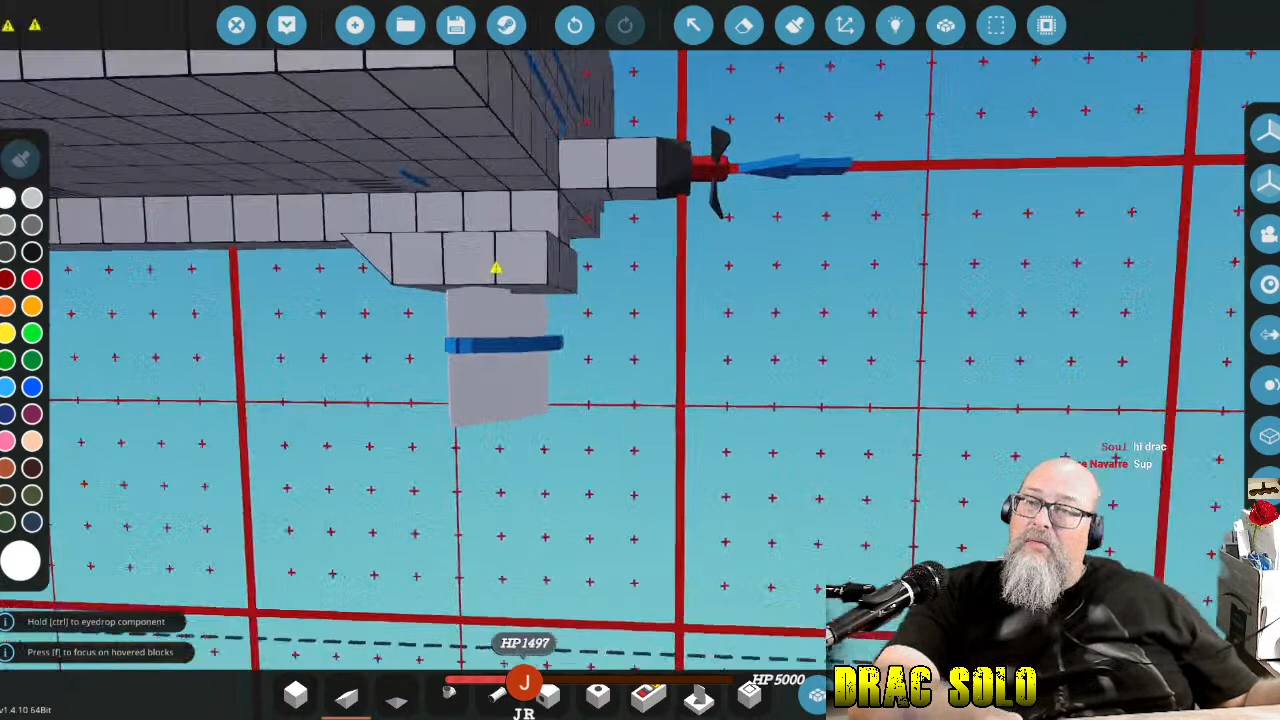 Soul hi drac
Navarre Sup
Hold [ctrl] to eyedrop component
Press [f] to focus on hovered blocks
HP 1497
HP 5000
J
JR
v1.4.10 64Bit
DRAC SOLO